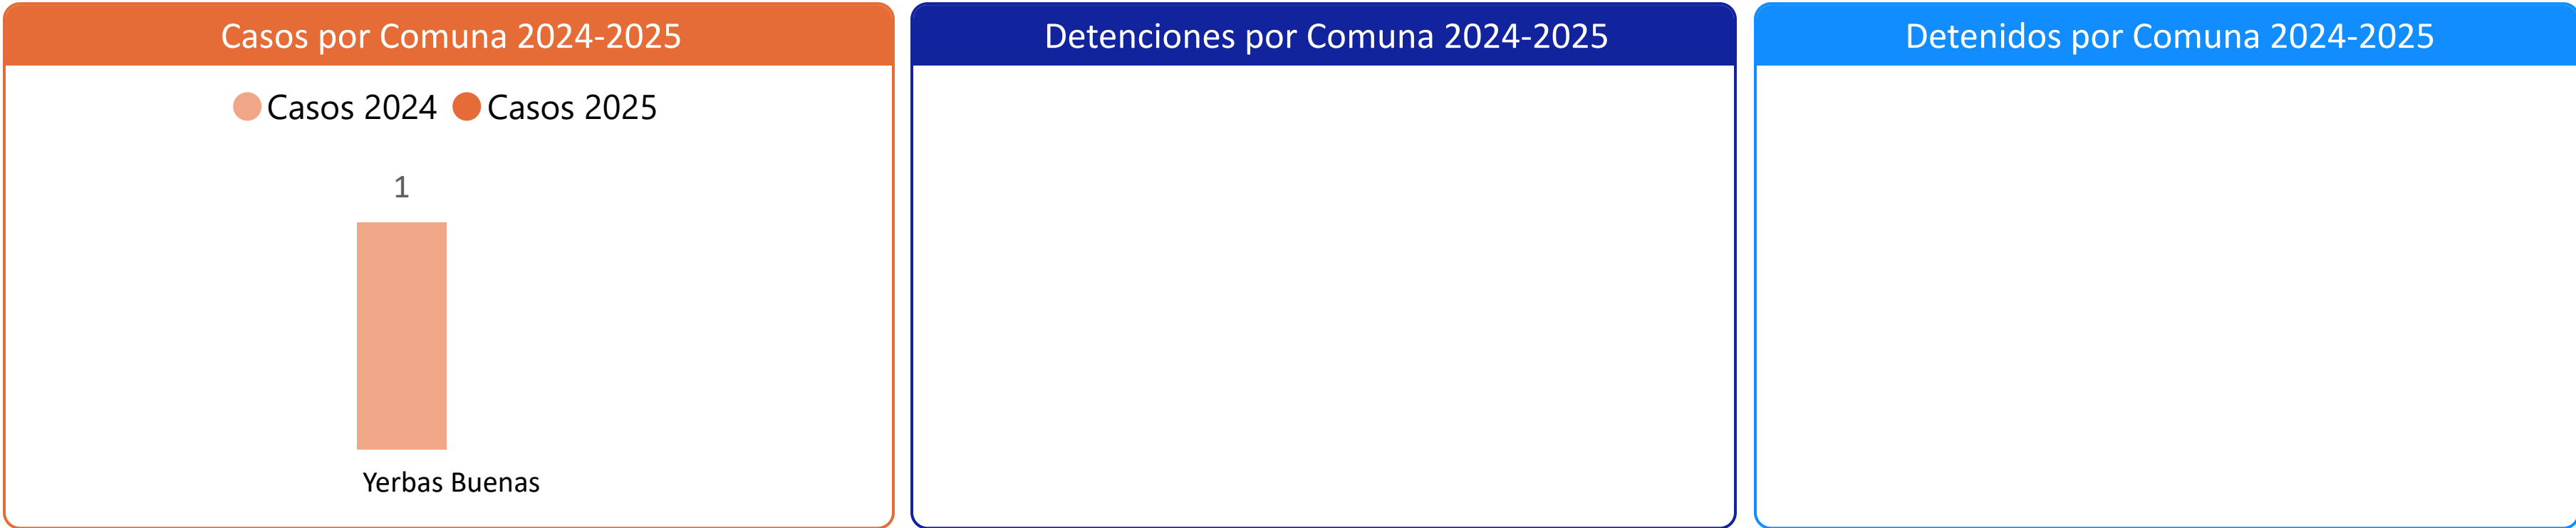 Casos por Comuna 2024-2025
Casos 2024 Casos 2025
1
Yerbas Buenas
Detenciones por Comuna 2024-2025
Detenidos por Comuna 2024-2025